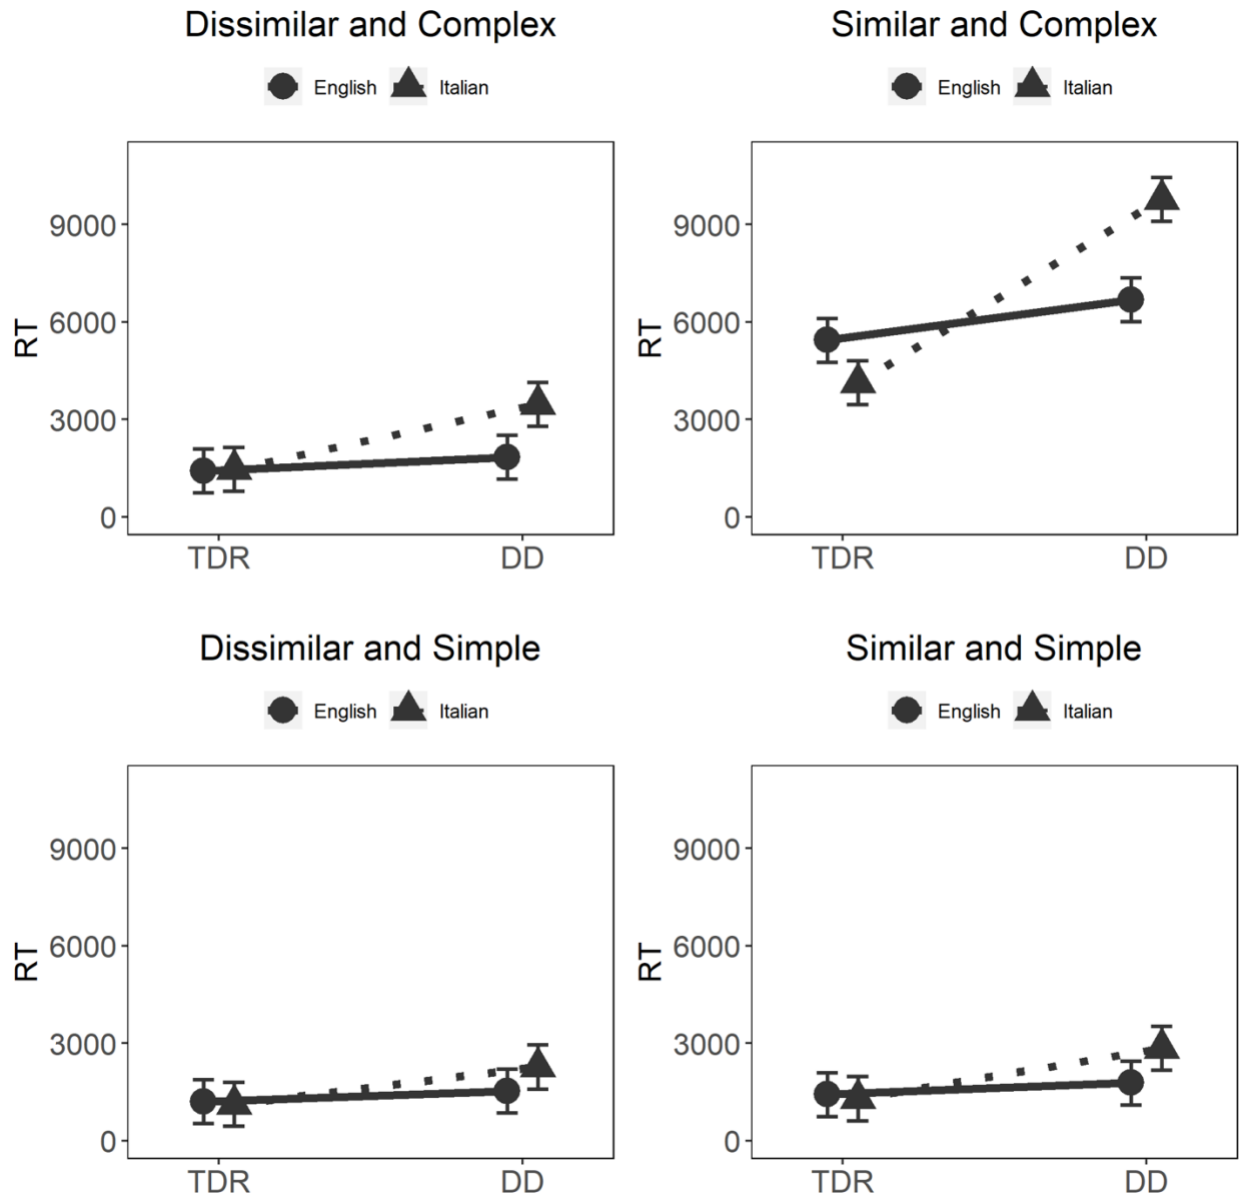 Dissimilar and Complex
English Italian
9000
6000
3000
0
RT
TDR DD
Similar and Complex
English Italian
9000
6000
3000
0
RT
TDR DD
Dissimilar and Simple
English Italian
9000
6000
3000
0
RT
TDR DD
Similar and Simple
English Italian
9000
6000
3000
0
RT
TDR DD